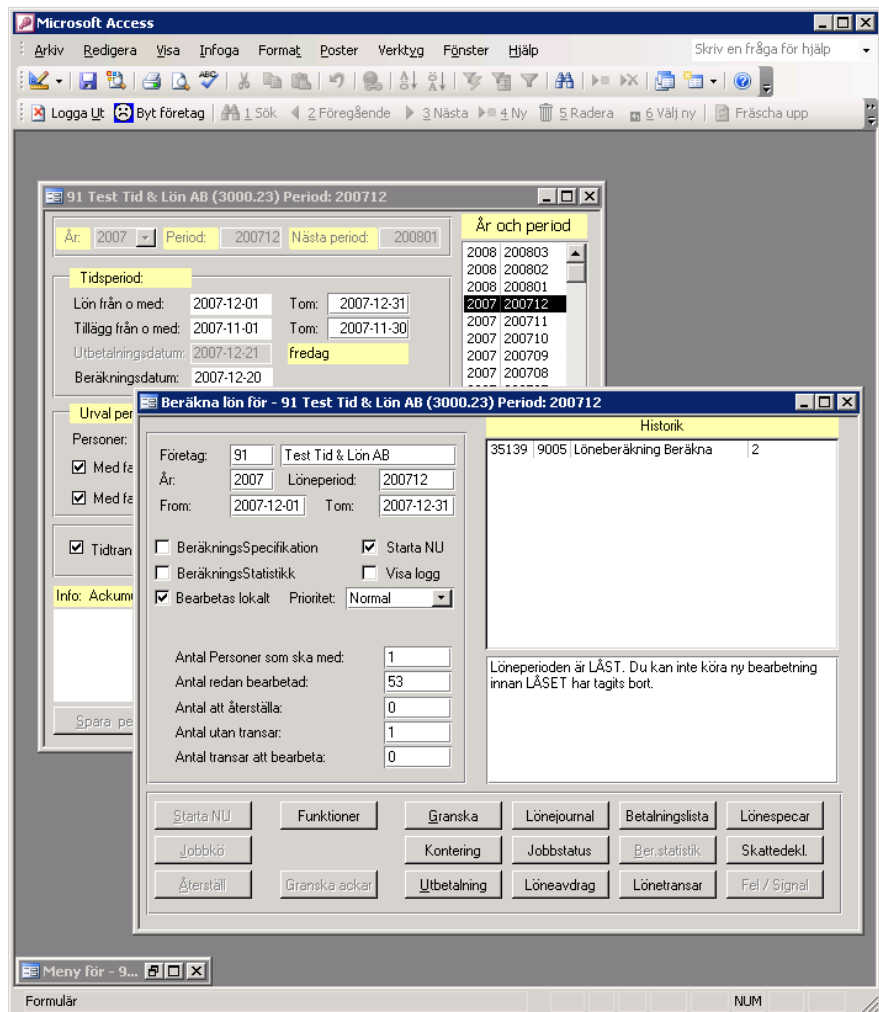 Microsoft Access
Arkiv Redigera Visa Infoga Format Poster Verktyg Fönster Hjälp Skriv en fråga för hjälp
Logga Ut Byt företag 1 Sök 2 Föregående 3 Nästa 4 Ny 5 Radera 6 Välj ny Fräscha upp
91 Test Tid & Lön AB (3000.23) Period: 200712
År: 2007 Period: 200712 Nästa period: 200801
År och period
2008 200803
2008 200802
2008 200801
2007 200712
2007 200711
2007 200710
2007 200709
2007 200708
Tidsperiod:
Lön från o med: 2007-12-01 Tom: 2007-12-31
Tillägg från o med: 2007-11-01 Tom: 2007-11-30
Utbetalningsdatum: 2007-12-21 fredag
Beräkningsdatum: 2007-12-20
Urval per
Personer:
Med fa
Med fa
Tidtran
Info: Ackumu
Spara pe
Beräkna lön för - 91 Test Tid & Lön AB (3000.23) Period: 200712
Företag: 91 Test Tid & Lön AB
År: 2007 Löneperiod: 200712
From: 2007-12-01 Tom: 2007-12-31
BeräkningsSpecifikation Starta NU
BeräkningsStatistikk Visa logg
Bearbetas lokalt Prioritet: Normal
Antal Personer som ska med: 1
Antal redan bearbetad: 53
Antal att återställa: 0
Antal utan transar: 1
Antal transar att bearbeta: 0
Historik
35139 9005 Löneberäkning Beräkna 2
Löneperioden är LÅST. Du kan inte köra ny bearbetning
innan LÅSET har tagits bort.
Starta NU Funktioner Granska Lönejournal Betalningslista Lönespecar
Jobbkö Kontering Jobbstatus Ber.statistik Skattedekl.
Återställ Granska ackar Utbetalning Löneavdrag Lönetransar Fel / Signal
Meny för - 9...
Formulär NUM